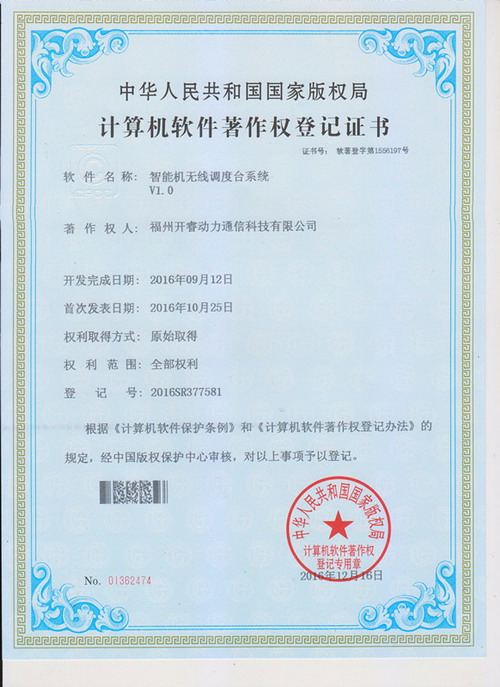 中华人民共和国国家版权局
计算机软件著作权登记证书
证书号： 软著登字第1556197号
软件名称： 智能机无线调度台系统
V1.0
著作权人： 福州开睿动力通信科技有限公司
开发完成日期： 2016年09月12日
首次发表日期： 2016年10月25日
权利取得方式： 原始取得
权利范围： 全部权利
登记号： 2016SR377581
根据《计算机软件保护条例》和《计算机软件著作权登记办法》的
规定，经中国版权保护中心审核，对以上事项予以登记。
中华人民共和国国家版权局
计算机软件著作权
登记专用章
No. 01362474
2016年12月16日